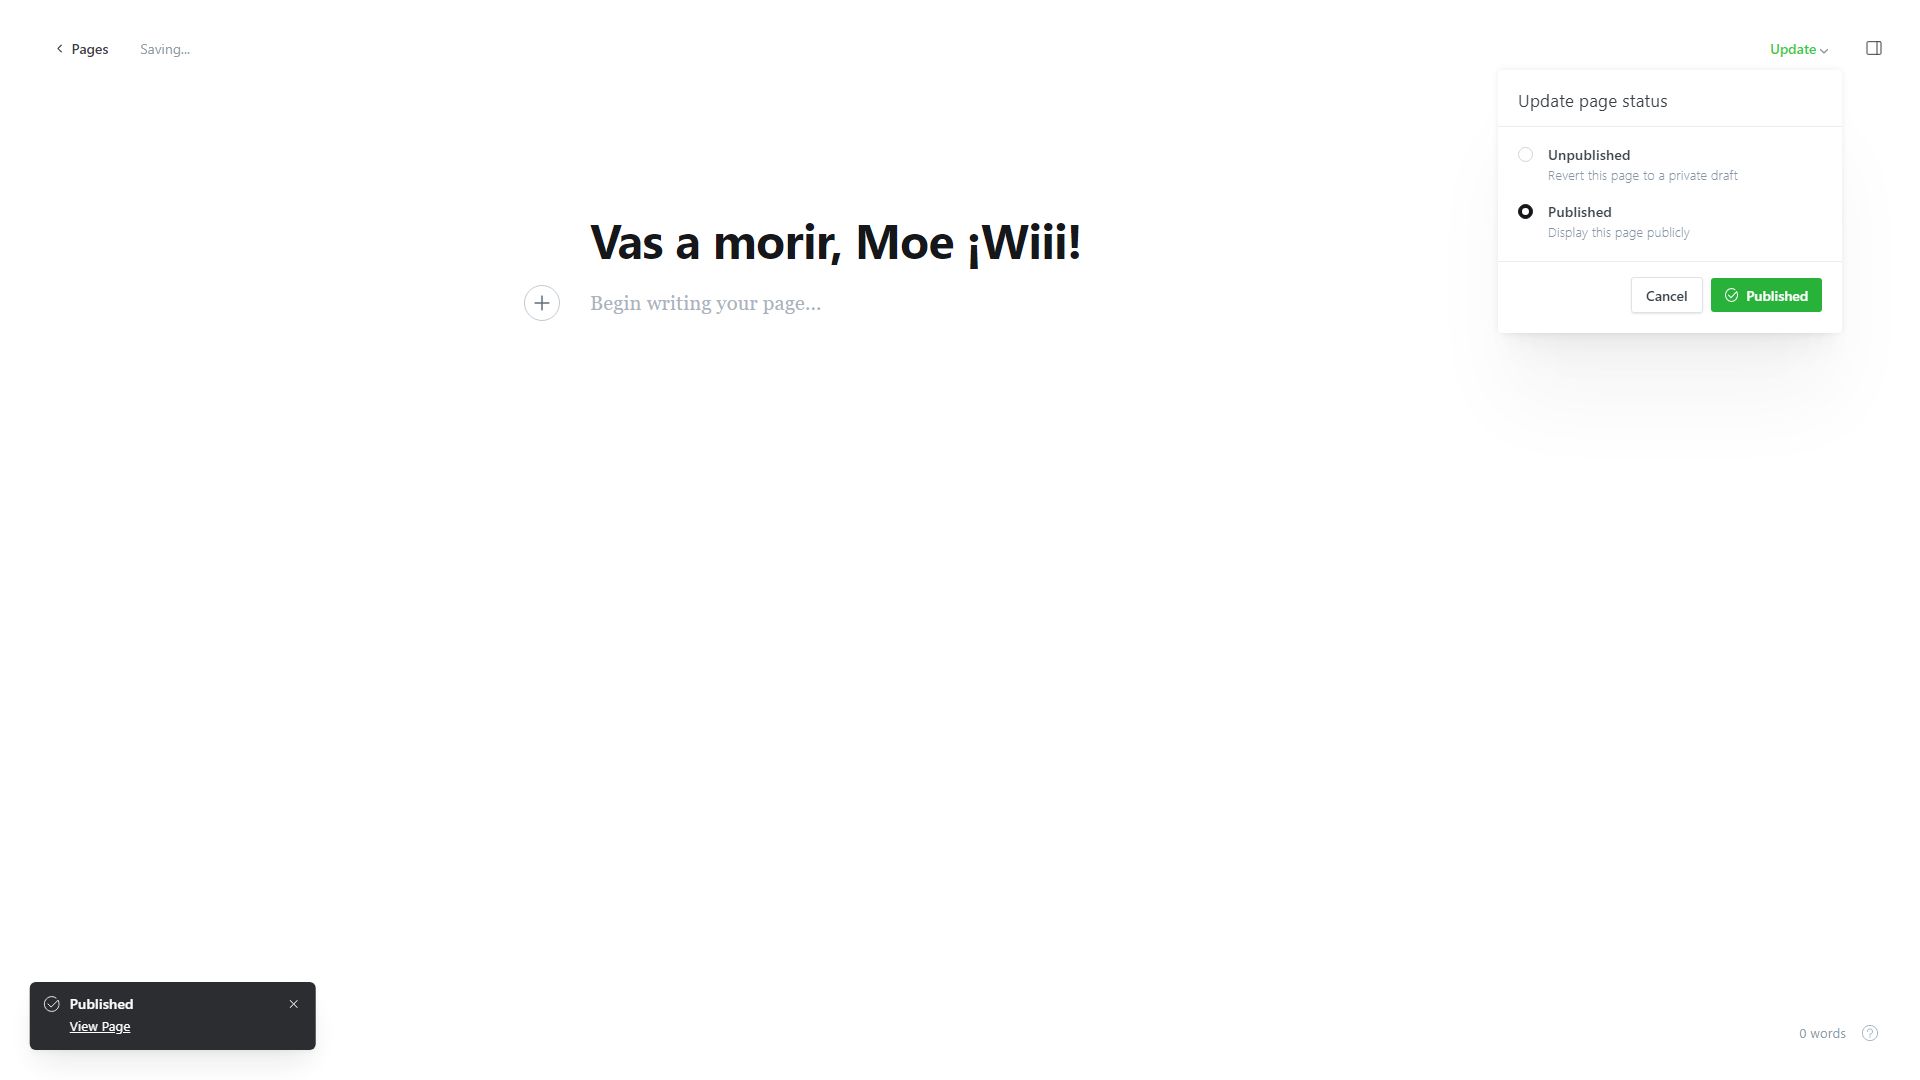 Pages
Saving...
Update
Update page status
Unpublished
Revert this page to a private draft
Published
Display this page publicly
Cancel
Published
Vas a morir, Moe ¡Wiii!
Begin writing your page...
Published
View Page
0 words